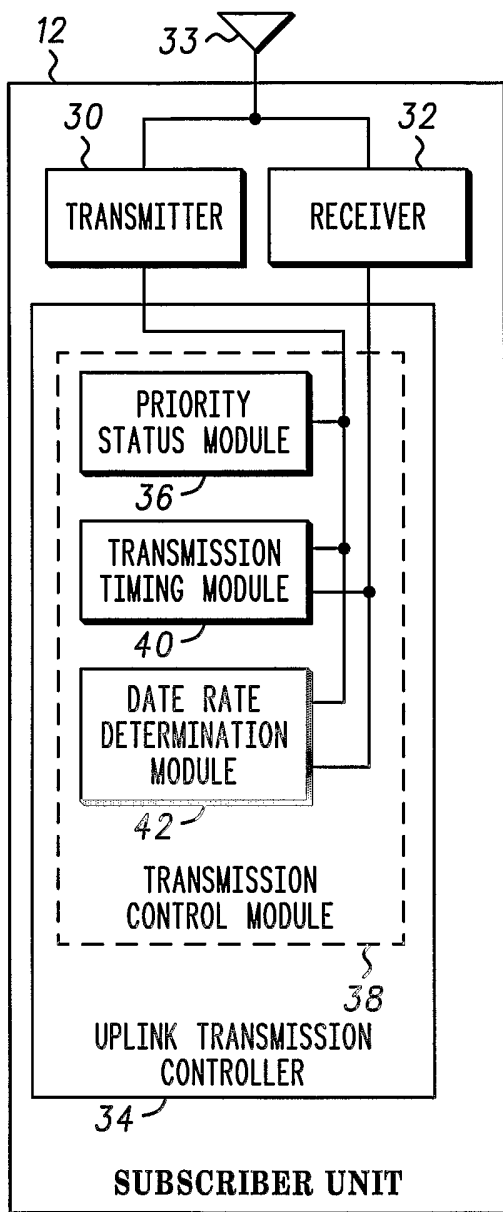 33
12
30
32
TRANSMITTER
RECEIVER
PRIORITY
STATUS MODULE
36
TRANSMISSION
TIMING MODULE
40
DATE RATE
DETERMINATION
MODULE
42
TRANSMISSION
CONTROL MODULE
38
UPLINK TRANSMISSION
CONTROLLER
34
SUBSCRIBER UNIT